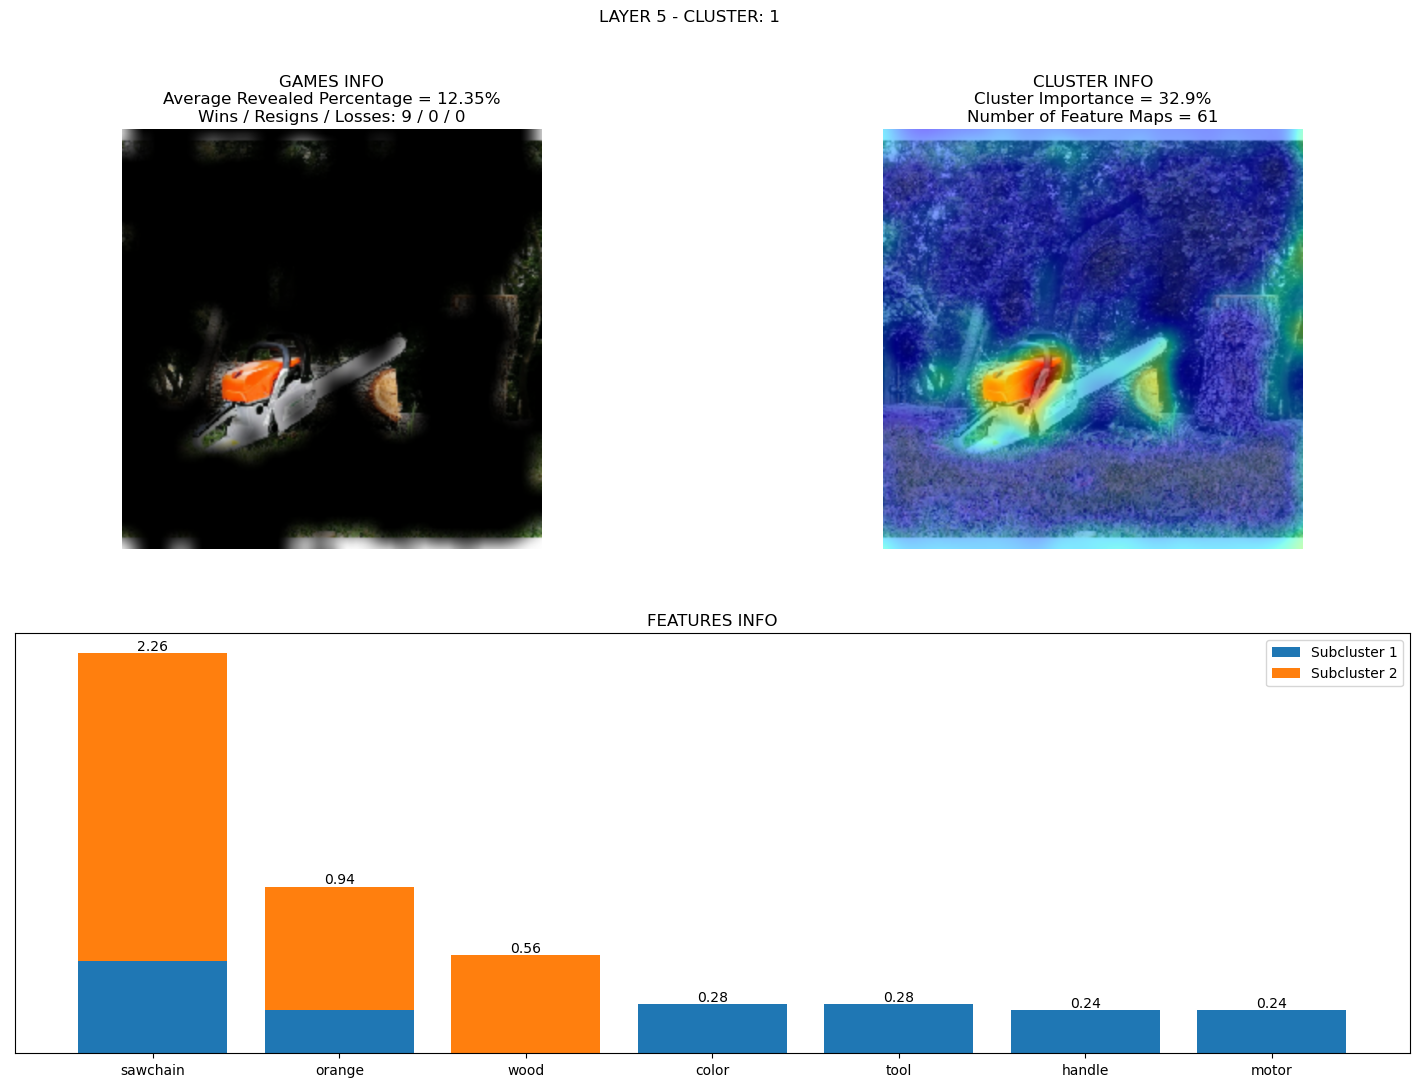 LAYER 5 - CLUSTER: 1
GAMES INFO
Average Revealed Percentage = 12.35%
Wins / Resigns / Losses: 9 / 0 / 0
CLUSTER INFO
Cluster Importance = 32.9%
Number of Feature Maps = 61
FEATURES INFO
Subcluster 1
Subcluster 2
2.26
0.94
0.56
0.28
0.28
0.24
0.24
sawchain
orange
wood
color
tool
handle
motor